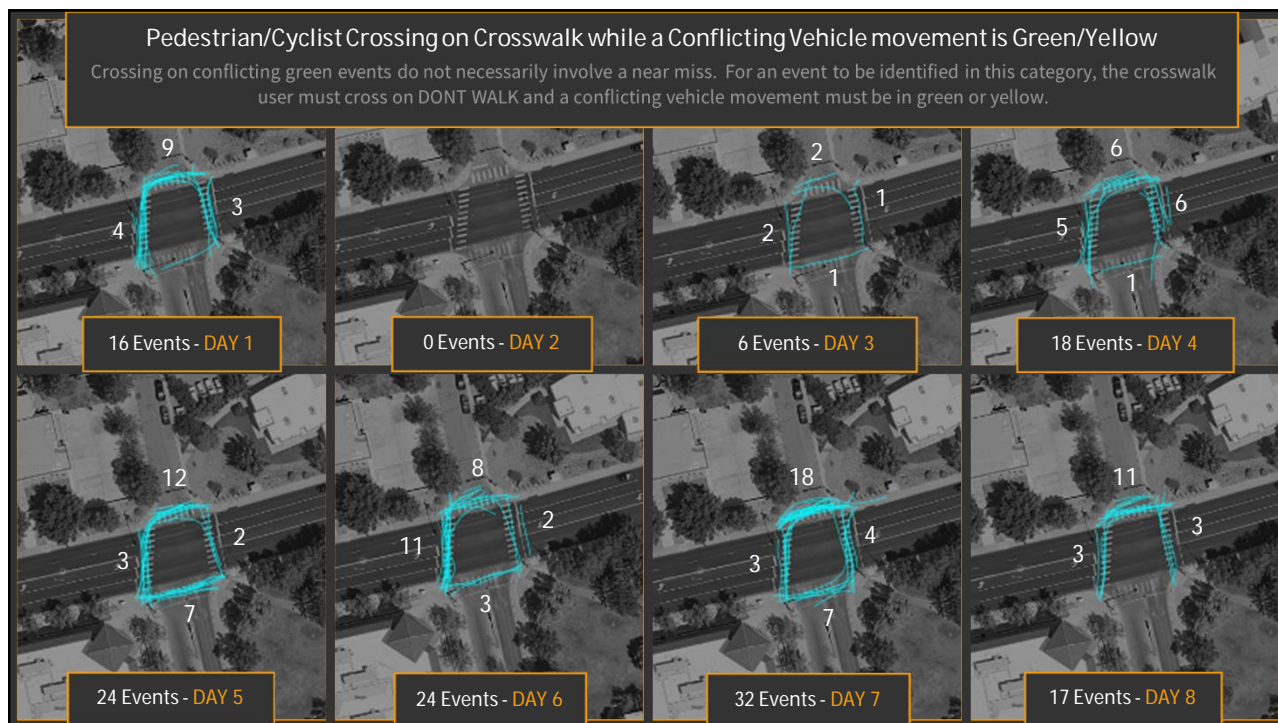 Pedestrian/Cyclist Crossing on Crosswalk while a Conflicting Vehicle movement is Green/Yellow
Crossing on conflicting green events do not necessarily involve a near miss. For an event to be identified in this category, the crosswalk
user must cross on DONT WALK and a conflicting vehicle movement must be in green or yellow.
9
3
4
16 Events - DAY 1
0 Events - DAY 2
2
1
2
1
6 Events - DAY 3
6
6
5
1
18 Events - DAY 4
12
2
3
7
24 Events - DAY 5
8
2
11
3
24 Events - DAY 6
18
4
3
7
32 Events - DAY 7
11
3
3
17 Events - DAY 8